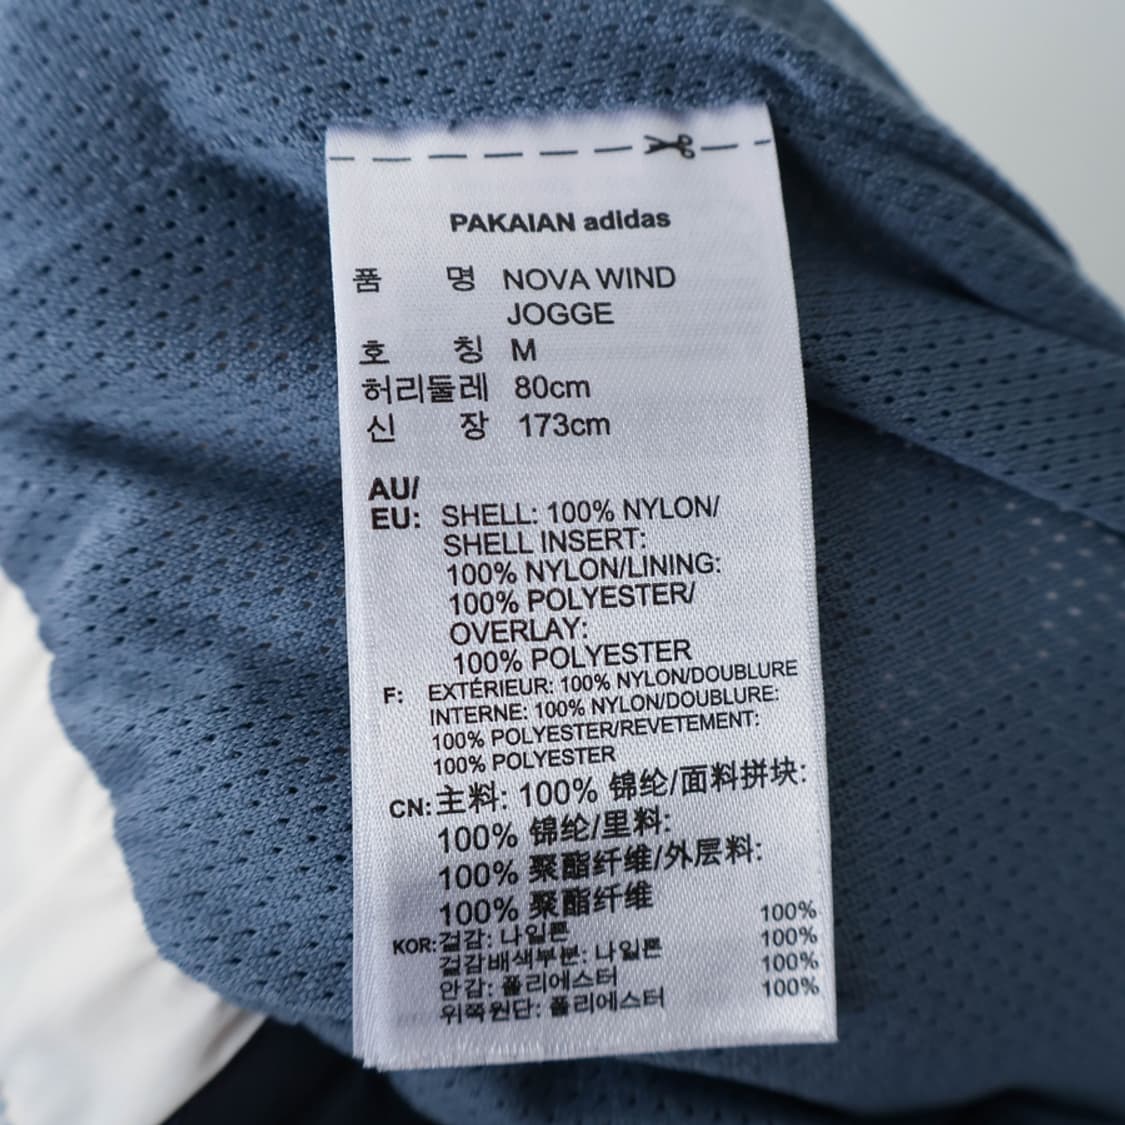 PAKAIAN adidas
품 명 NOVA WIND
JOGGE
호 칭 M
허리둘레 80cm
신 장 173cm
AU/
EU: SHELL: 100% NYLON/
SHELL INSERT:
100% NYLON/LINING:
100% POLYESTER/
OVERLAY:
100% POLYESTER
F: EXTÉRIEUR: 100% NYLON/DOUBLURE
INTERNE: 100% NYLON/DOUBLURE:
100% POLYESTER/REVETEMENT:
100% POLYESTER
CN: 主料: 100% 锦纶/面料拼块:
100% 锦纶/里料:
100% 聚酯纤维/外层料:
100% 聚酯纤维
KOR: 겉감: 나일론 100%
겉감배색부분: 나일론 100%
안감: 폴리에스터 100%
위쪽원단: 폴리에스터 100%